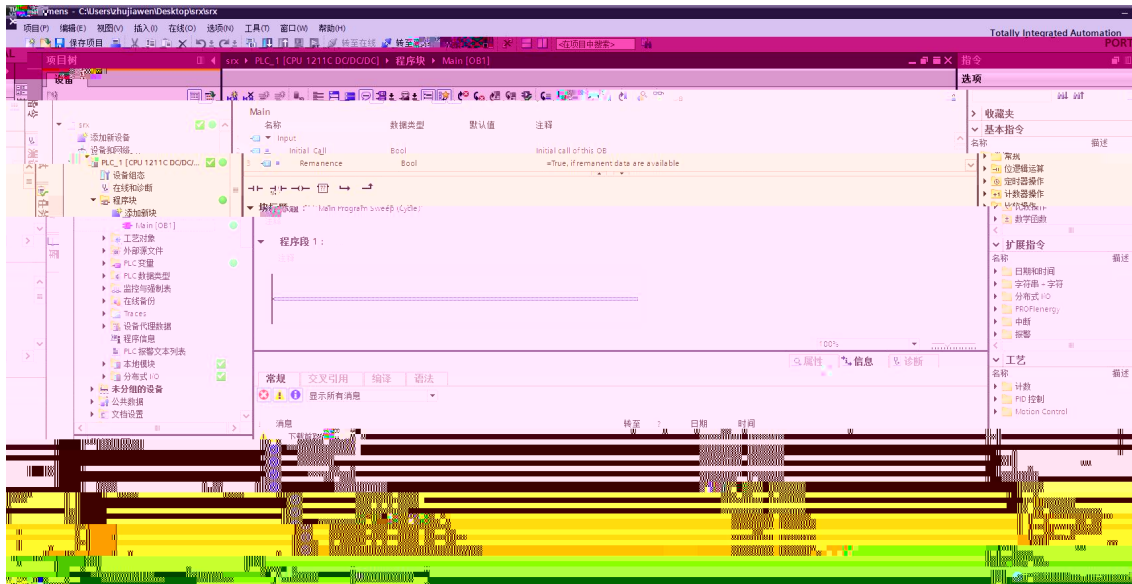 mens - C:\Users\zhujiawen\Desktop\srx\srx
项目(P) 编辑(E) 视图(V) 插入(I) 在线(O) 选项(N) 工具(T) 窗口(W) 帮助(H)
Totally Integrated Automation
PORT
保存项目 转至在线 转至 <在项目中搜索>
项目树
srx ▸ PLC_1 [CPU 1211C DC/DC/DC] ▸ 程序块 ▸ Main [OB1]
指令
设备
选项
Main
名称 数据类型 默认值 注释
Input
Initial Call Bool Initial call of this OB
Remanence Bool =True, if remanent data are available
srx
添加新设备
设备和网络
PLC_1 [CPU 1211C DC/DC/...
设备组态
在线和诊断
程序块
添加新块
Main [OB1]
工艺对象
外部源文件
PLC 变量
PLC 数据类型
监控与强制表
在线备份
Traces
设备代理数据
程序信息
PLC 报警文本列表
本地模块
分布式 I/O
未分组的设备
公共数据
文档设置
块标题: "Main Program Sweep (Cycle)"
程序段 1:
100%
属性 信息 诊断
常规 交叉引用 编译 语法
显示所有消息
消息 转至 ? 日期 时间
收藏夹
基本指令
名称 描述
常规
位逻辑运算
定时器操作
计数器操作
比较操作
数学函数
扩展指令
名称 描述
日期和时间
字符串 + 字符
分布式 I/O
PROFIenergy
中断
报警
工艺
名称 描述
计数
PID 控制
Motion Control